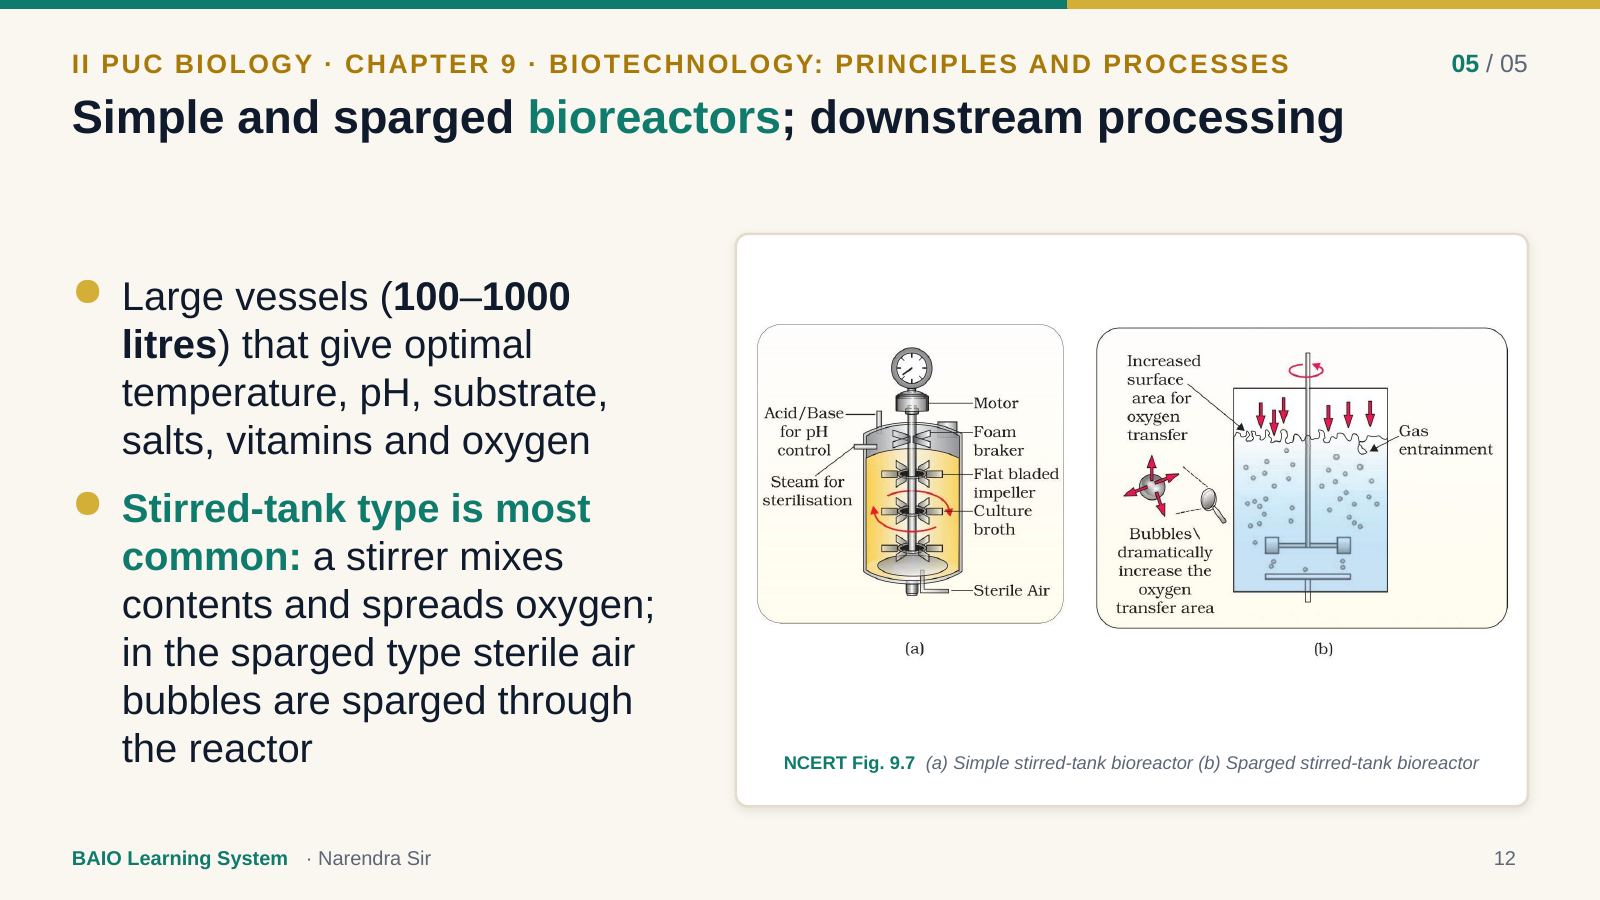 II PUC BIOLOGY · CHAPTER 9 · BIOTECHNOLOGY: PRINCIPLES AND PROCESSES
05 / 05
Simple and sparged bioreactors; downstream processing
Large vessels (100–1000
litres) that give optimal
temperature, pH, substrate,
salts, vitamins and oxygen
Stirred-tank type is most
common: a stirrer mixes
contents and spreads oxygen;
in the sparged type sterile air
bubbles are sparged through
the reactor
Acid/Base
for pH
control
Steam for
sterilisation
Motor
Foam
braker
Flat bladed
impeller
Culture
broth
Sterile Air
(a)
Increased
surface
area for
oxygen
transfer
Gas
entrainment
Bubbles\
dramatically
increase the
oxygen
transfer area
(b)
NCERT Fig. 9.7 (a) Simple stirred-tank bioreactor (b) Sparged stirred-tank bioreactor
BAIO Learning System · Narendra Sir
12